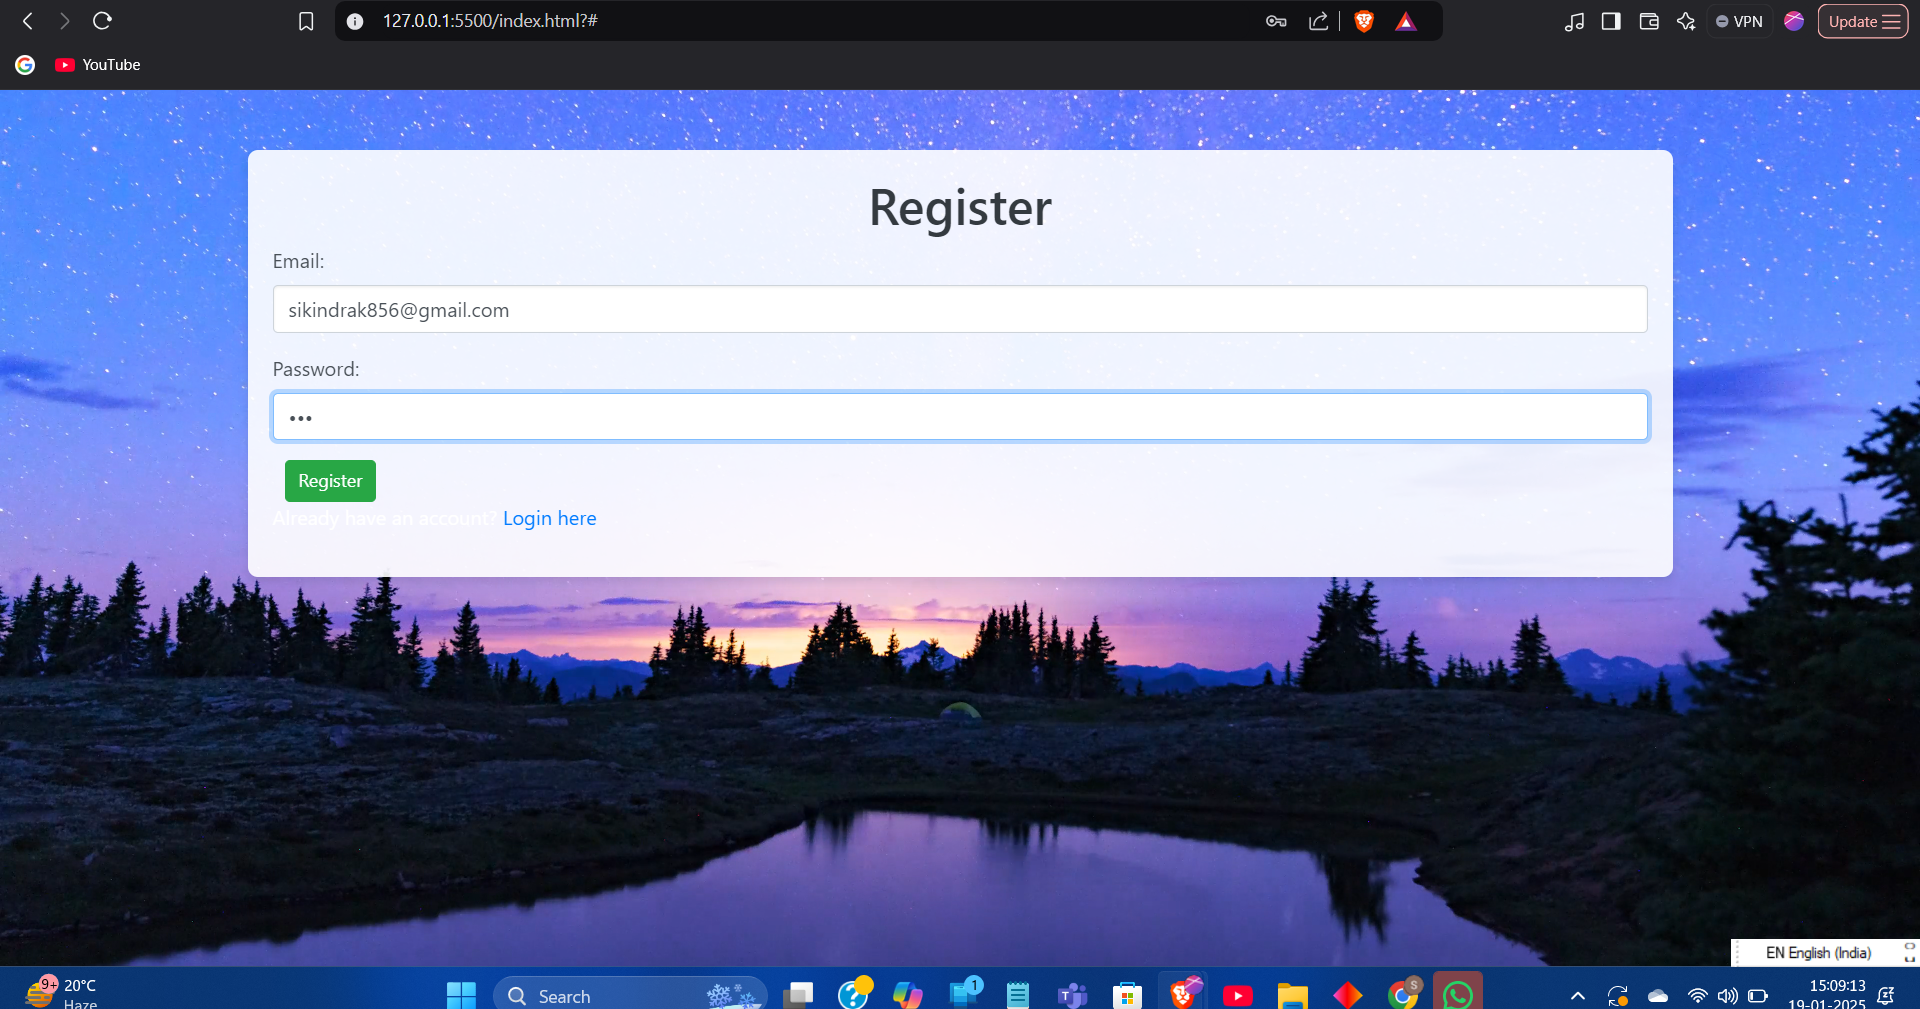 127.0.0.1:5500/index.html?#
VPN
Update
YouTube
Register
Email:
sikindrak856@gmail.com
Password:
•••
Register
Already have an account? Login here
EN English (India)
9+
20°C
Haze
Search
1
S
15:09:13
19-01-2025